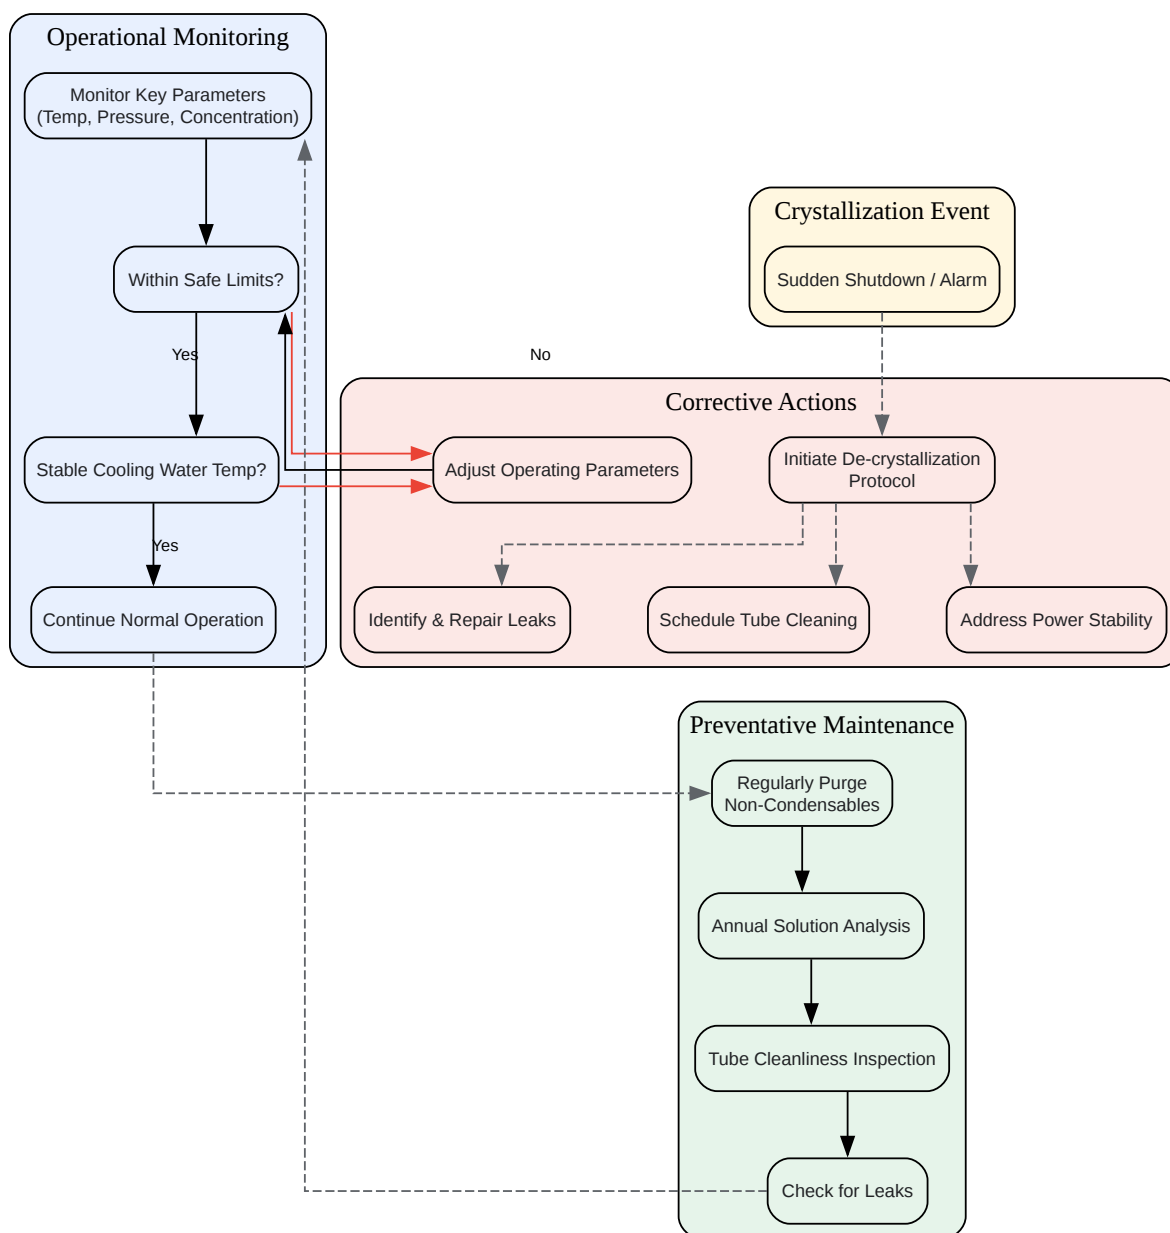 Operational Monitoring
Monitor Key Parameters
(Temp, Pressure, Concentration)
Within Safe Limits?
Yes
Stable Cooling Water Temp?
Yes
Continue Normal Operation
Crystallization Event
Sudden Shutdown / Alarm
No
Corrective Actions
Adjust Operating Parameters
Initiate De-crystallization
Protocol
Identify & Repair Leaks
Schedule Tube Cleaning
Address Power Stability
Preventative Maintenance
Regularly Purge
Non-Condensables
Annual Solution Analysis
Tube Cleanliness Inspection
Check for Leaks